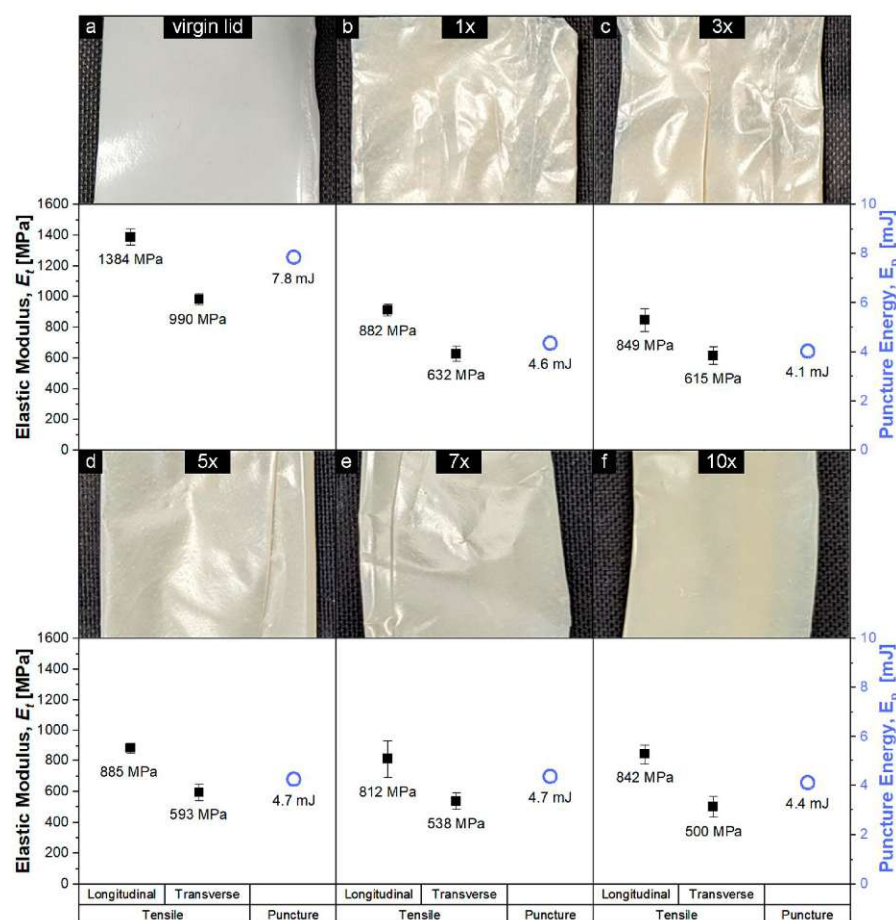 a virgin lid b 1x c 3x
1600 10
1400
1384 MPa 8
1200 7.8 mJ
1000
990 MPa 882 MPa 849 MPa 6
800
632 MPa 4.6 mJ 615 MPa 4.1 mJ 4
600
400 2
200
0 0
Elastic Modulus, Et [MPa]
Puncture Energy, Ep [mJ]
d 5x e 7x f 10x
1600 10
1400
1200 8
1000
885 MPa 812 MPa 842 MPa 6
800
593 MPa 4.7 mJ 538 MPa 4.7 mJ 500 MPa 4.4 mJ 4
600
400 2
200
0 0
Elastic Modulus, Et [MPa]
Puncture Energy, Ep [mJ]
Longitudinal Transverse Longitudinal Transverse Longitudinal Transverse
Tensile Puncture Tensile Puncture Tensile Puncture